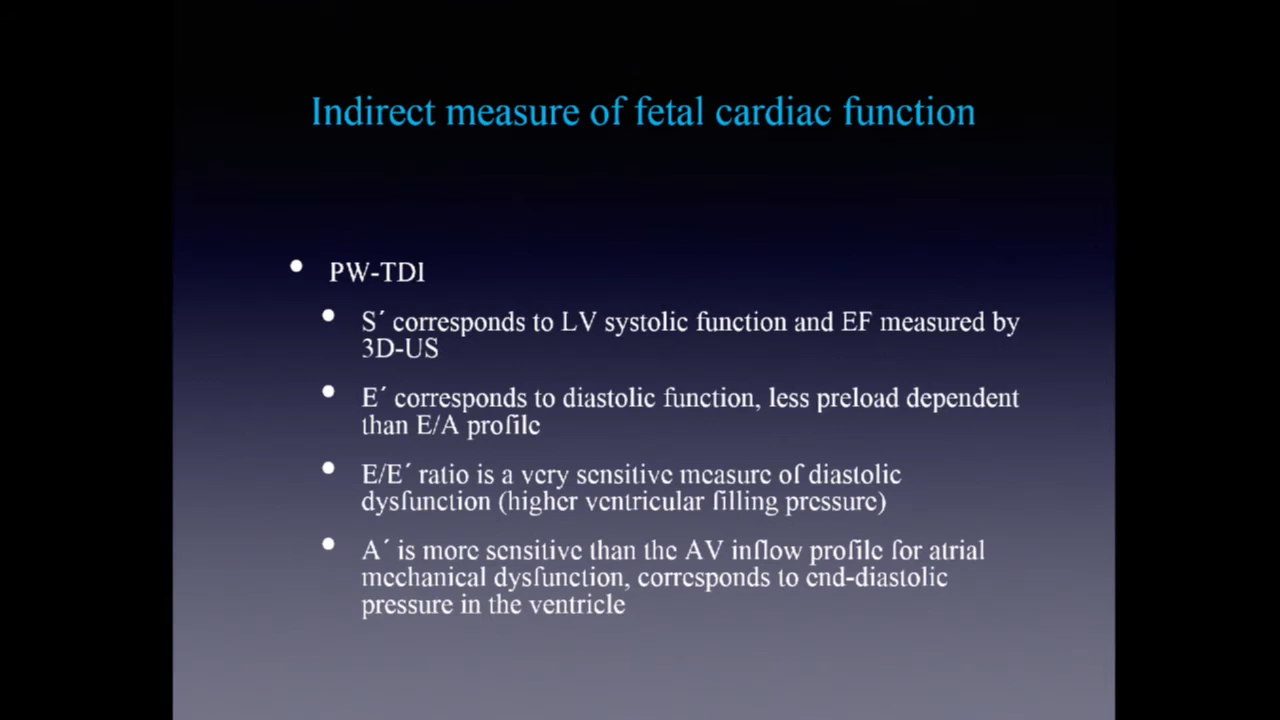 Indirect measure of fetal cardiac function
• PW-TDI
• S´ corresponds to LV systolic function and EF measured by
3D-US
• E´ corresponds to diastolic function, less preload dependent
than E/A profile
• E/E´ ratio is a very sensitive measure of diastolic
dysfunction (higher ventricular filling pressure)
• A´ is more sensitive than the AV inflow profile for atrial
mechanical dysfunction, corresponds to end-diastolic
pressure in the ventricle